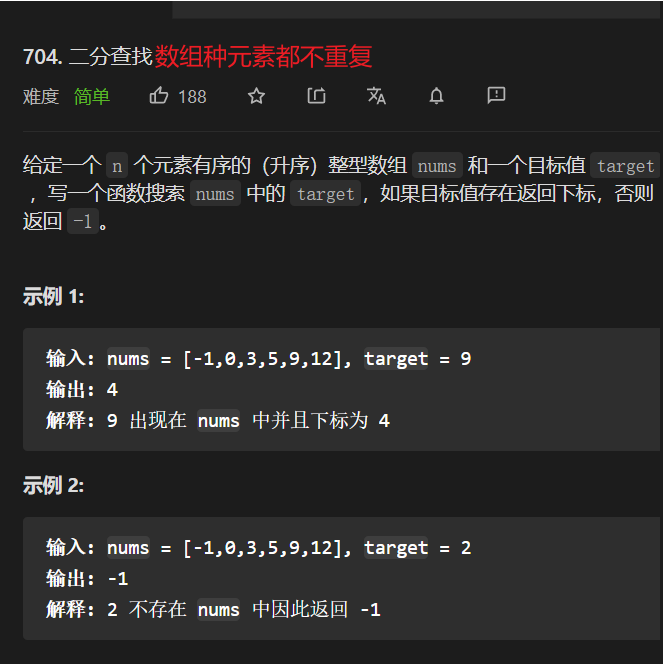 704. 二分查找数组种元素都不重复
难度 简单 188
给定一个 n 个元素有序的（升序）整型数组 nums 和一个目标值 target
，写一个函数搜索 nums 中的 target，如果目标值存在返回下标，否则
返回 -1。
示例 1:
输入: nums = [-1,0,3,5,9,12], target = 9
输出: 4
解释: 9 出现在 nums 中并且下标为 4
示例 2:
输入: nums = [-1,0,3,5,9,12], target = 2
输出: -1
解释: 2 不存在 nums 中因此返回 -1